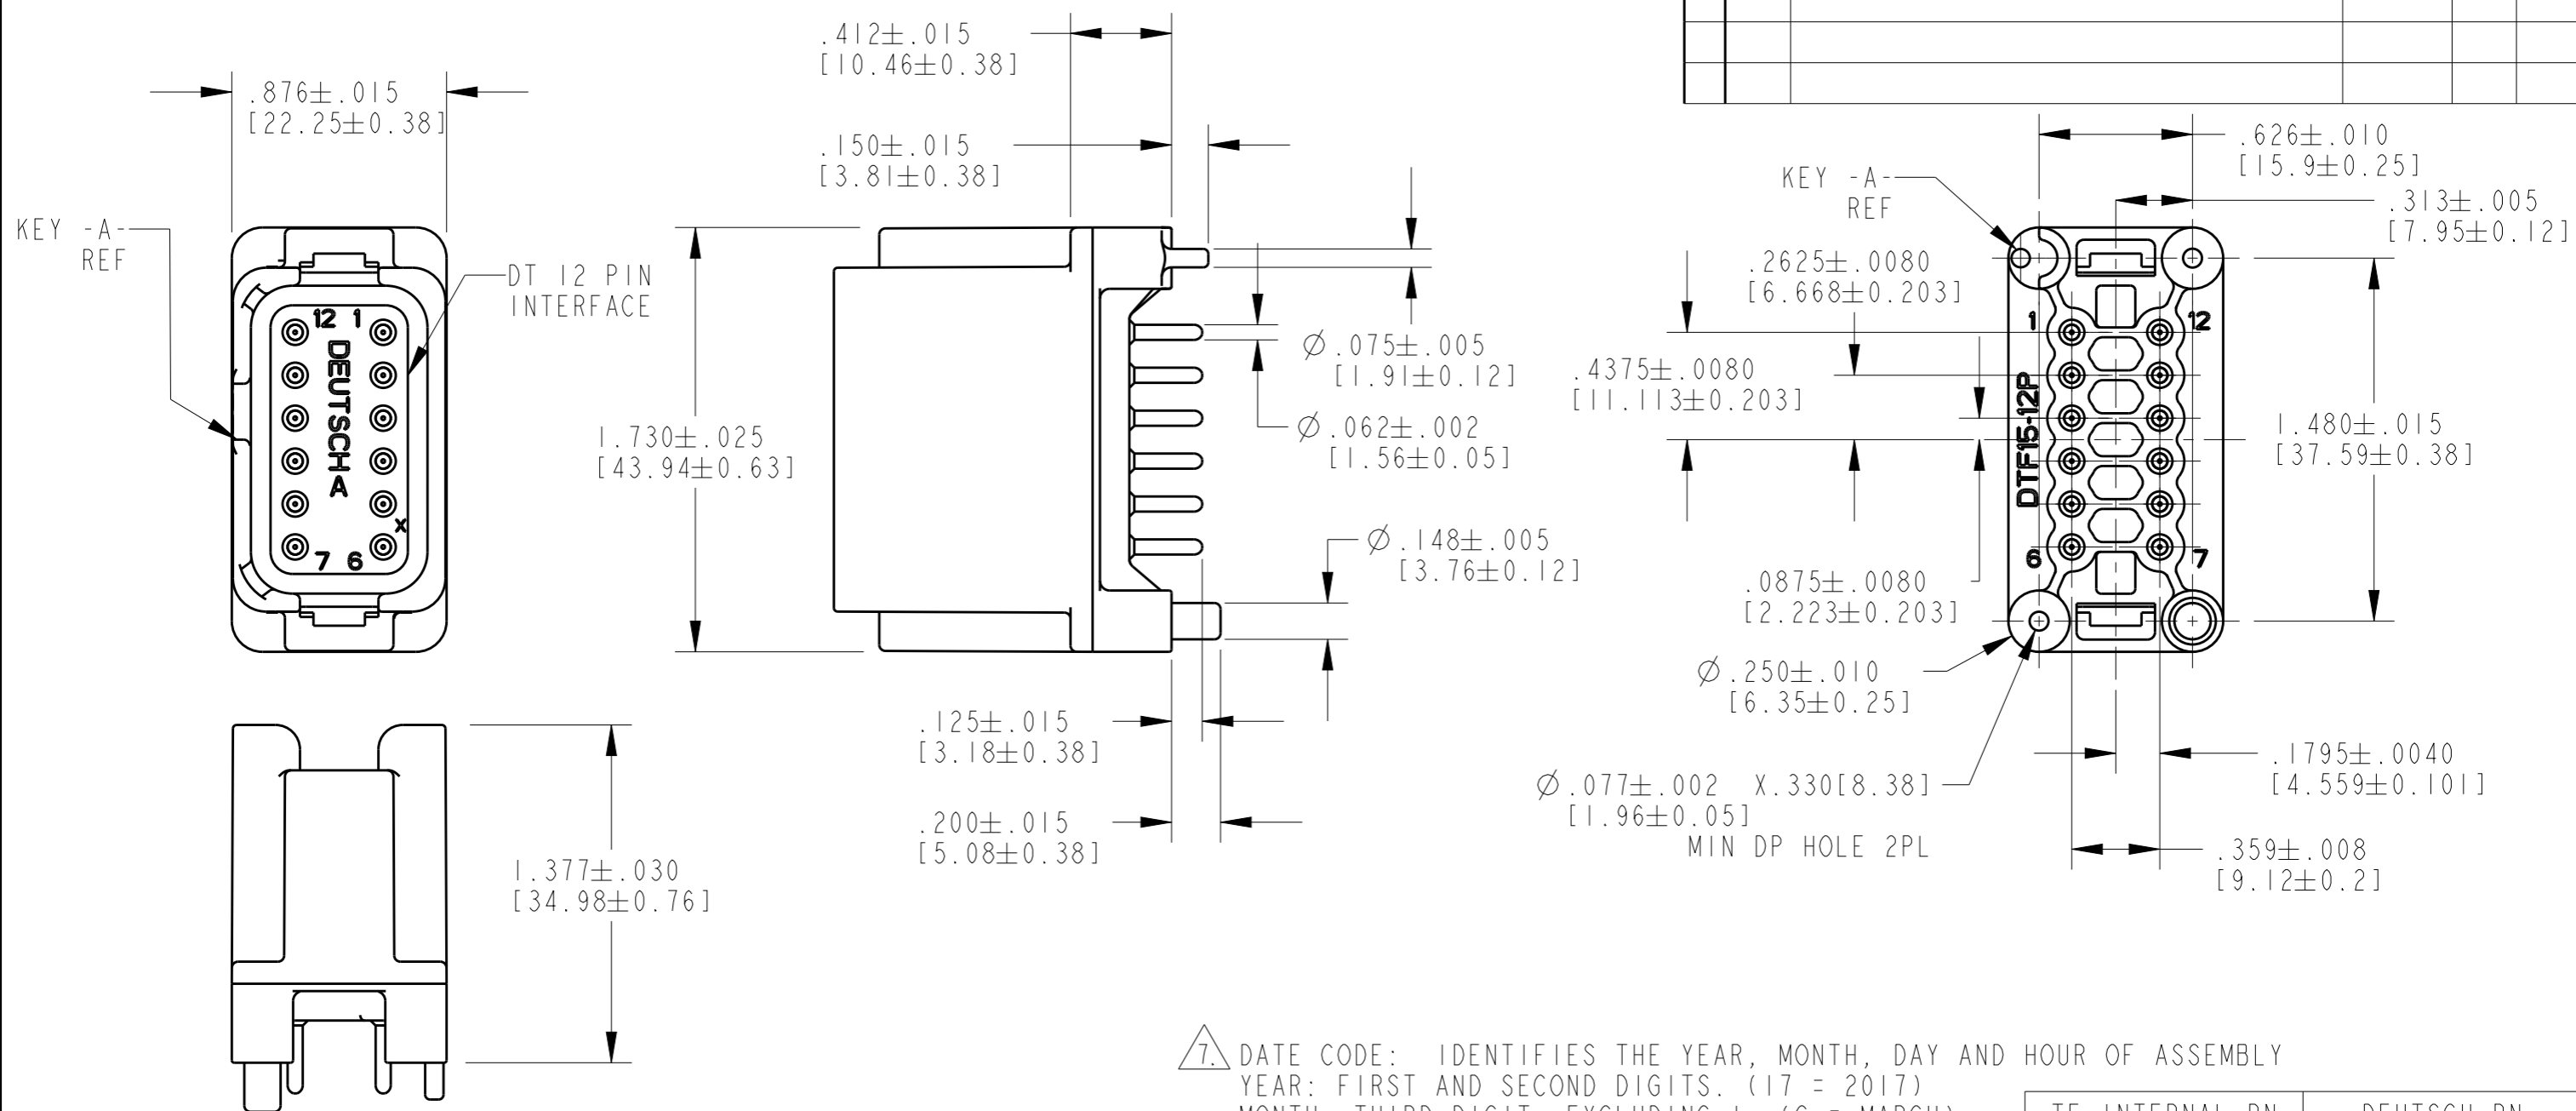 .876±.015
[22.25±0.38]
KEY -A-
REF
DT 12 PIN
INTERFACE
12 1
DEUTSCH A
x
7 6
1.377±.030
[34.98±0.76]
.412±.015
[10.46±0.38]
.150±.015
[3.81±0.38]
1.730±.025
[43.94±0.63]
Ø.075±.005
[1.91±0.12]
Ø.062±.002
[1.56±0.05]
Ø.148±.005
[3.76±0.12]
.125±.015
[3.18±0.38]
.200±.015
[5.08±0.38]
.626±.010
[15.9±0.25]
KEY -A-
REF
.313±.005
[7.95±0.12]
.2625±.0080
[6.668±0.203]
.4375±.0080
[11.113±0.203]
1 12
DTF15-12P
6 7
1.480±.015
[37.59±0.38]
.0875±.0080
[2.223±0.203]
Ø.250±.010
[6.35±0.25]
Ø.077±.002 X.330[8.38]
[1.96±0.05]
MIN DP HOLE 2PL
.1795±.0040
[4.559±0.101]
.359±.008
[9.12±0.2]
7. DATE CODE: IDENTIFIES THE YEAR, MONTH, DAY AND HOUR OF ASSEMBLY
YEAR: FIRST AND SECOND DIGITS. (17 = 2017)